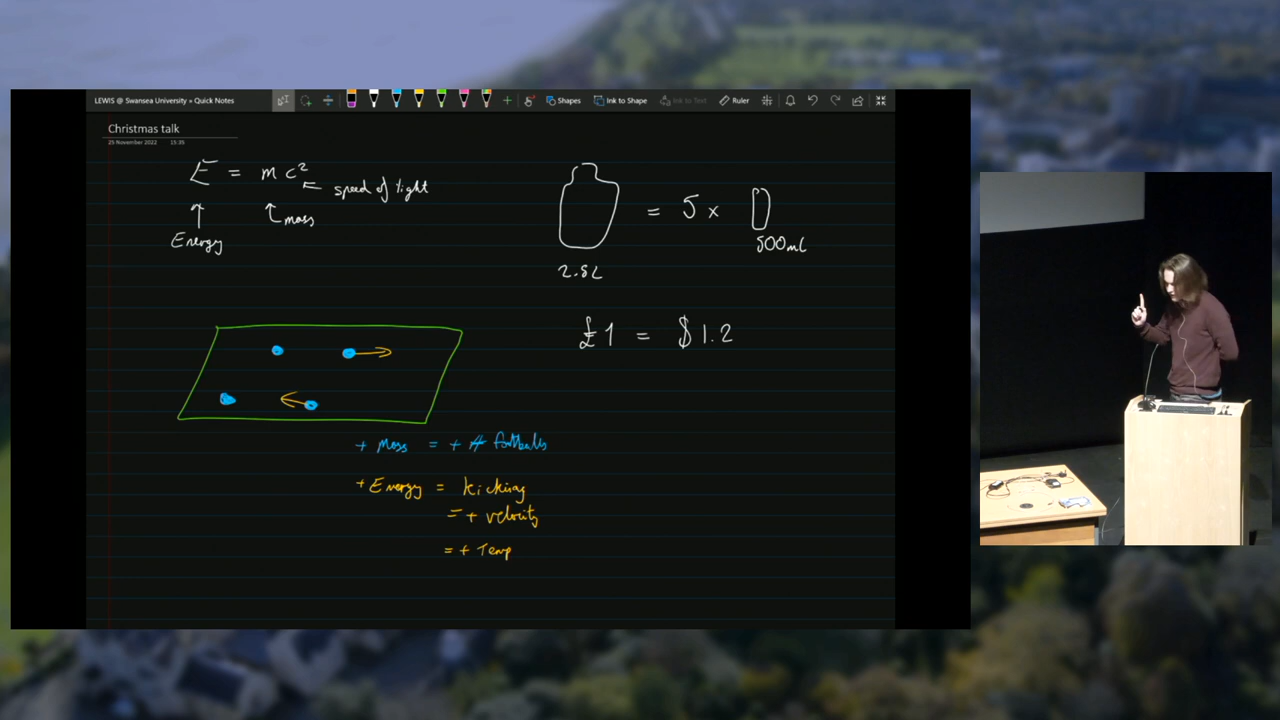 LEWIS @ Swansea University » Quick Notes
Shapes
Ink to Shape
Ink to Text
Ruler
Christmas talk
25 November 2022 15:35
E = mc²
speed of light
mass
Energy
= 5 x
500mL
2.5L
£1 = $1.2
+ Mass = + # footballs
+ Energy = kicking
= + velocity
= + Temp